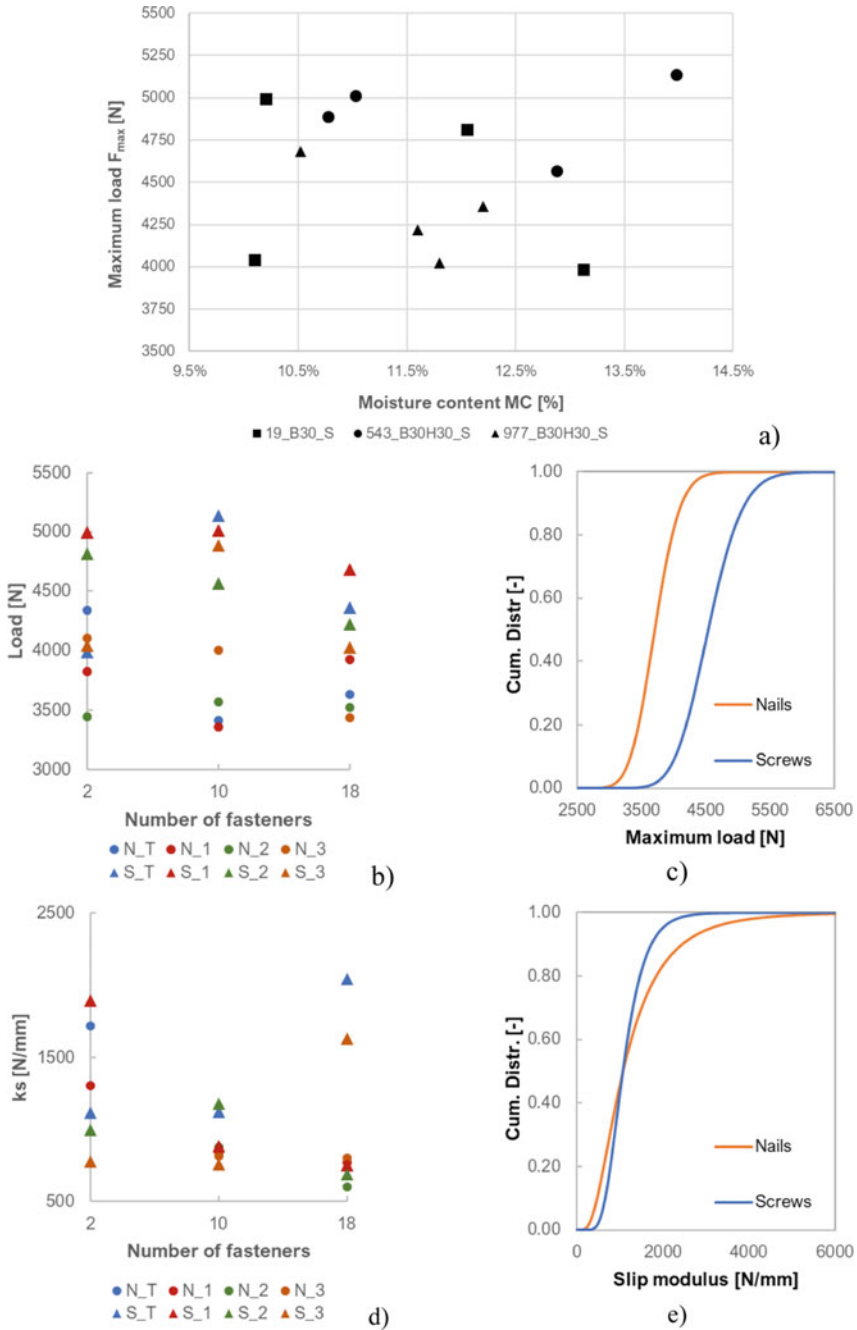 5500
5250
5000
4750
4500
4250
4000
3750
3500
Maximum load Fmax [N]
9.5% 10.5% 11.5% 12.5% 13.5% 14.5%
Moisture content MC [%]
19_B30_S 543_B30H30_S 977_B30H30_S
a)
5500
5000
4500
4000
3500
3000
Load [N]
2 10 18
Number of fasteners
N_T N_1 N_2 N_3
S_T S_1 S_2 S_3
b)
1.00
0.80
0.60
0.40
0.20
0.00
Cum. Distr [-]
Nails
Screws
2500 3500 4500 5500 6500
Maximum load [N]
c)
2500
1500
500
ks [N/mm]
2 10 18
Number of fasteners
N_T N_1 N_2 N_3
S_T S_1 S_2 S_3
d)
1.00
0.80
0.60
0.40
0.20
0.00
Cum. Distr. [-]
Nails
Screws
0 2000 4000 6000
Slip modulus [N/mm]
e)